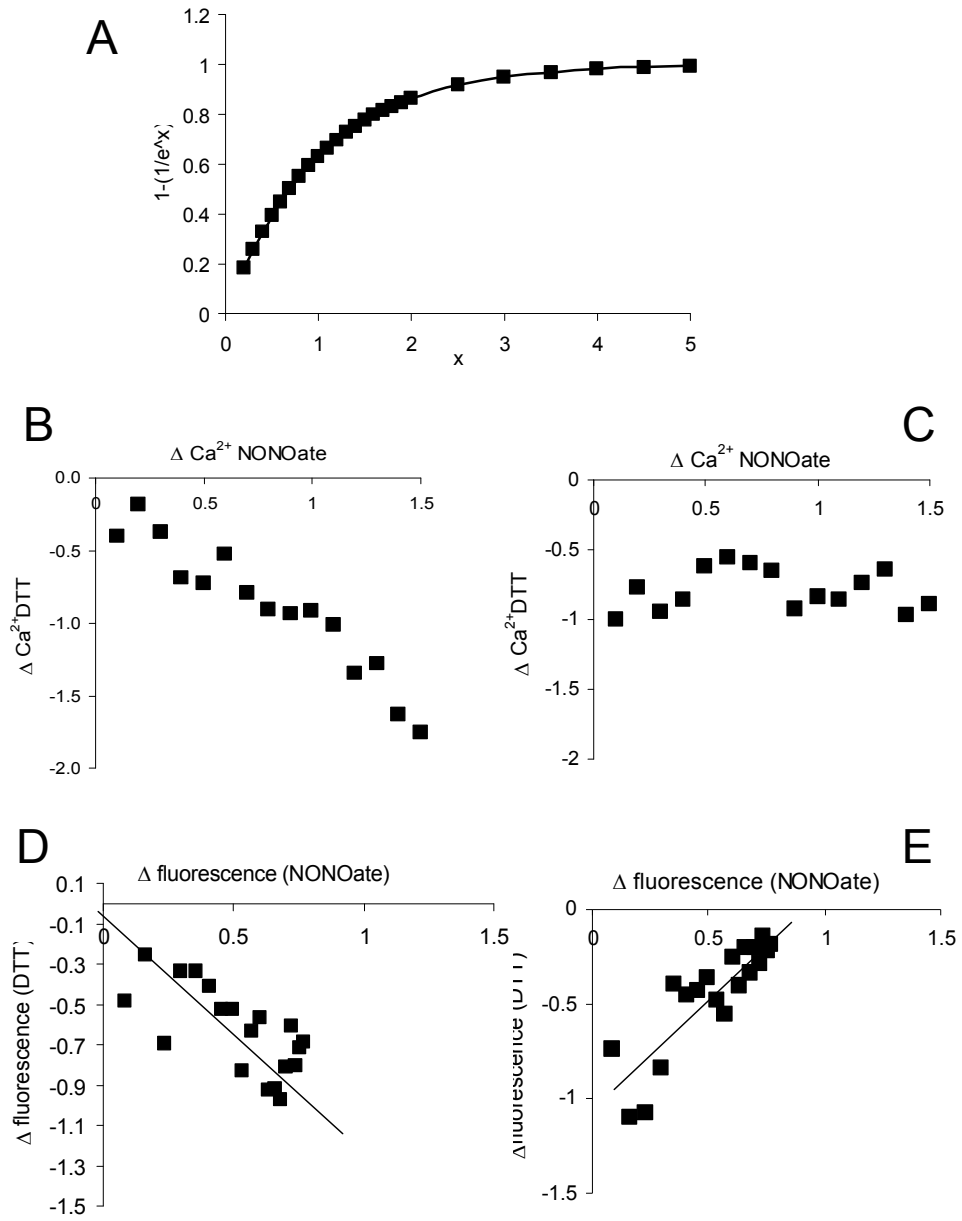 A
1.2
1
0.8
0.6
0.4
0.2
0
1-(1/e^x)
0 1 2 3 4 5
x
B
Δ Ca²⁺ NONOate
0.0
0 0.5 1 1.5
-0.5
-1.0
-1.5
-2.0
Δ Ca²⁺DTT
C
Δ Ca²⁺ NONOate
0
0 0.5 1 1.5
-0.5
-1
-1.5
-2
Δ Ca²⁺DTT
D
Δ fluorescence (NONOate)
0.1
-0.1
0 0.5 1 1.5
-0.3
-0.5
-0.7
-0.9
-1.1
-1.3
-1.5
Δ fluorescence (DTT)
E
Δ fluorescence (NONOate)
0
0 0.5 1 1.5
-0.5
-1
-1.5
Δfluorescence (DTT)